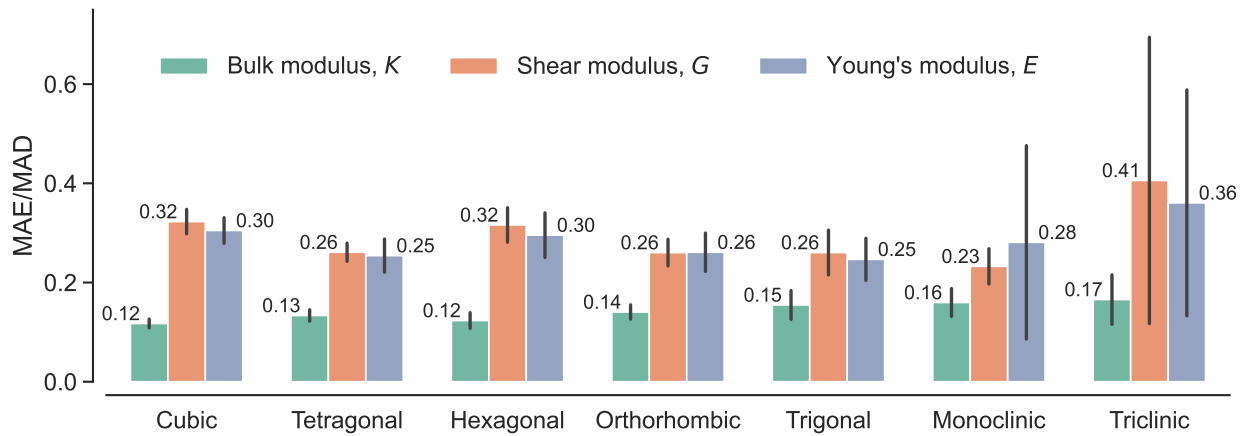 Bulk modulus, K
Shear modulus, G
Young's modulus, E
MAE/MAD
0.6
0.4
0.2
0.0
0.12
0.32
0.30
0.13
0.26
0.25
0.12
0.32
0.30
0.14
0.26
0.26
0.15
0.26
0.25
0.16
0.23
0.28
0.17
0.41
0.36
Cubic
Tetragonal
Hexagonal
Orthorhombic
Trigonal
Monoclinic
Triclinic